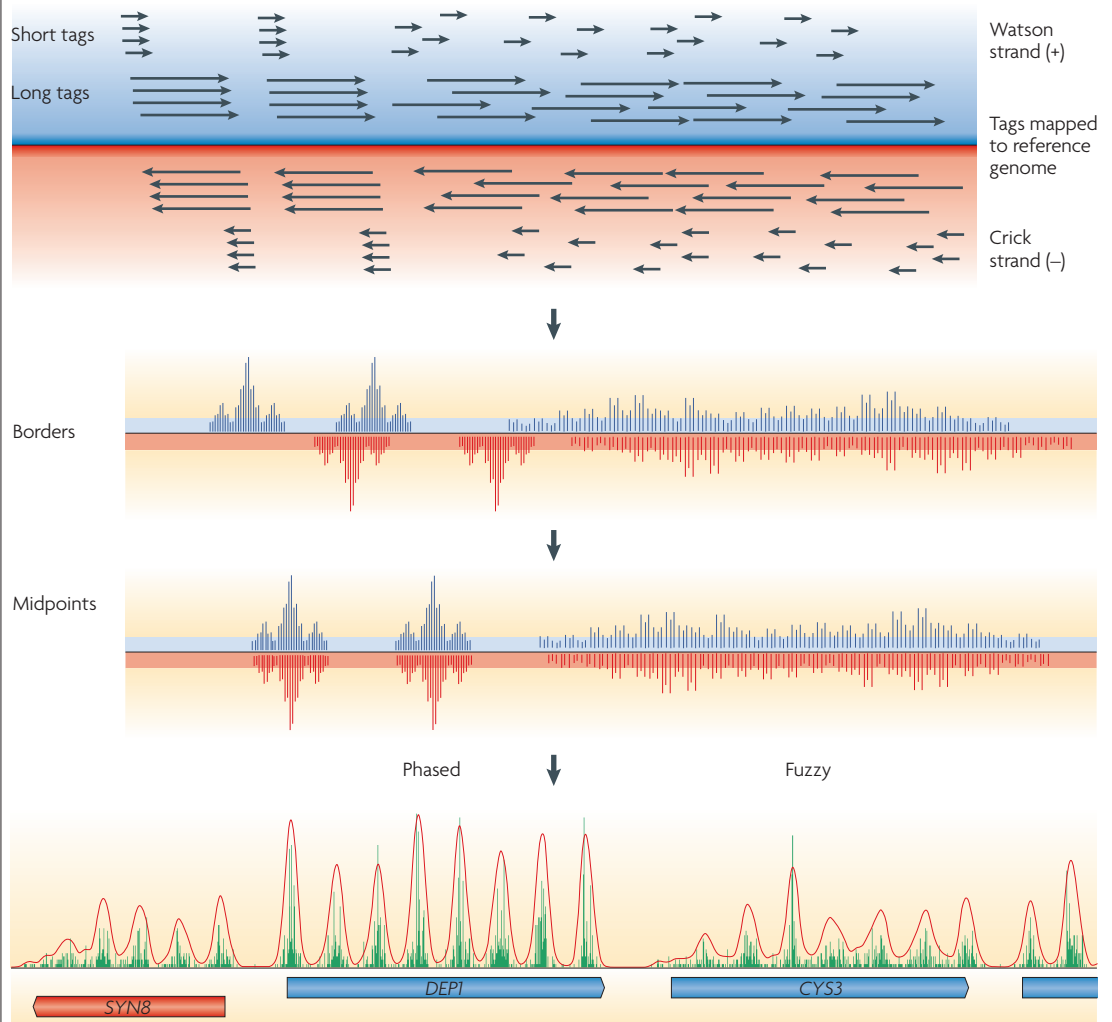 Short tags
Long tags
Watson
strand (+)
Tags mapped
to reference
genome
Crick
strand (–)
Borders
Midpoints
Phased
Fuzzy
DEP1
CYS3
SYN8